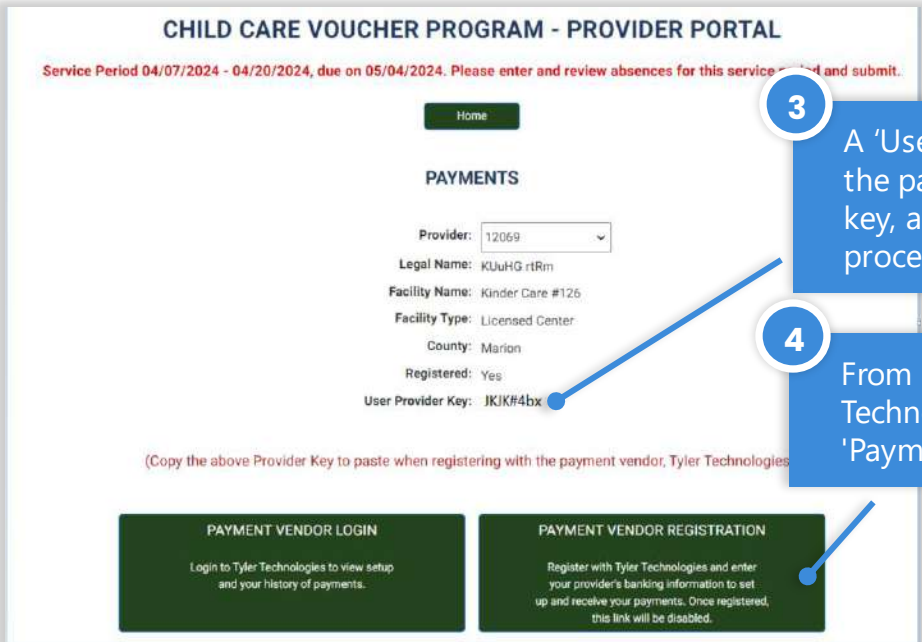 CHILD CARE VOUCHER PROGRAM - PROVIDER PORTAL
Service Period 04/07/2024 - 04/20/2024, due on 05/04/2024. Please enter and review absences for this service and submit.
Home
PAYMENTS
Provider: 12069
Legal Name: KUuHG rtRm
Facility Name: Kinder Care #126
Facility Type: Licensed Center
County: Marion
Registered: Yes
User Provider Key: JKJK#4bx
(Copy the above Provider Key to paste when registering with the payment vendor, Tyler Technologies
PAYMENT VENDOR LOGIN
Login to Tyler Technologies to view setup
and your history of payments.
PAYMENT VENDOR REGISTRATION
Register with Tyler Technologies and enter
your provider's banking information to set
up and receive your payments. Once registered,
this link will be disabled.
3
A 'Use
the pa
key, a
proce
4
From
Techn
'Paym